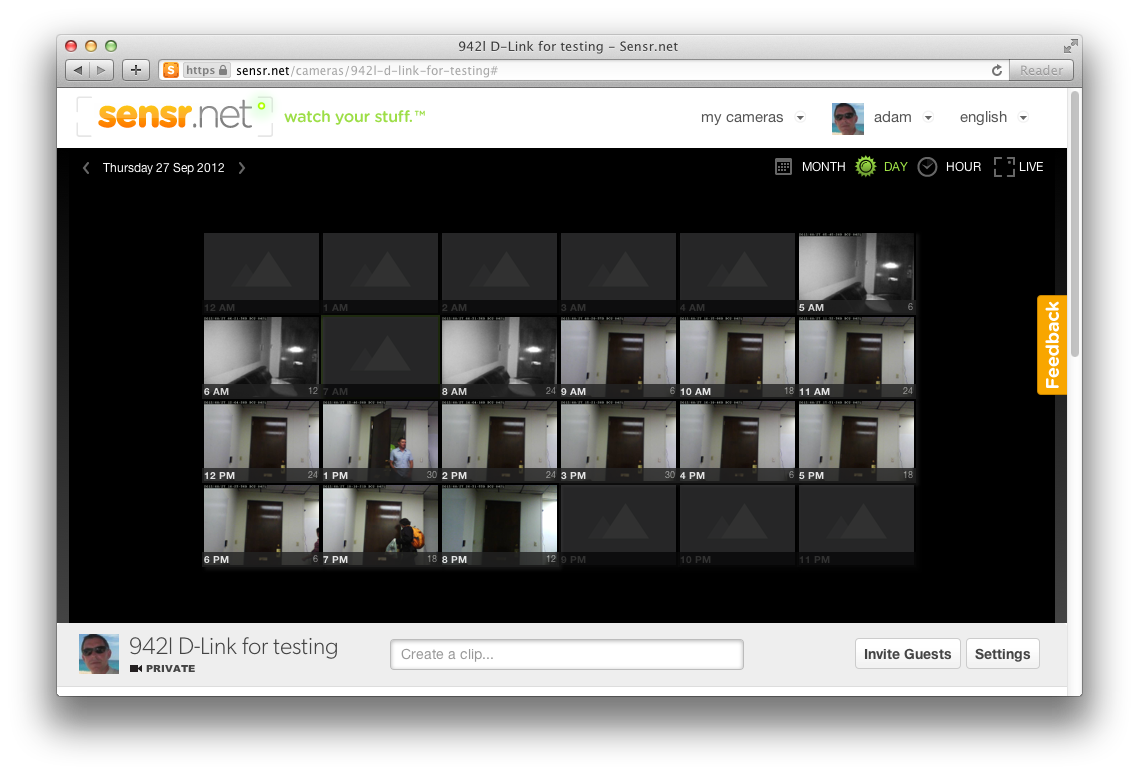 942l D-Link for testing – Sensr.net
S https sensr.net/cameras/942l-d-link-for-testing# Reader
sensr.net watch your stuff.™ my cameras adam english
Thursday 27 Sep 2012 MONTH DAY HOUR LIVE
12 AM 1 AM 2 AM 3 AM 4 AM 5 AM 6
6 AM 12 7 AM 8 AM 24 9 AM 6 10 AM 18 11 AM 24
12 PM 24 1 PM 30 2 PM 24 3 PM 30 4 PM 6 5 PM 18
6 PM 6 7 PM 18 8 PM 12 9 PM 10 PM 11 PM
Feedback
942l D-Link for testing
PRIVATE
Create a clip...
Invite Guests Settings